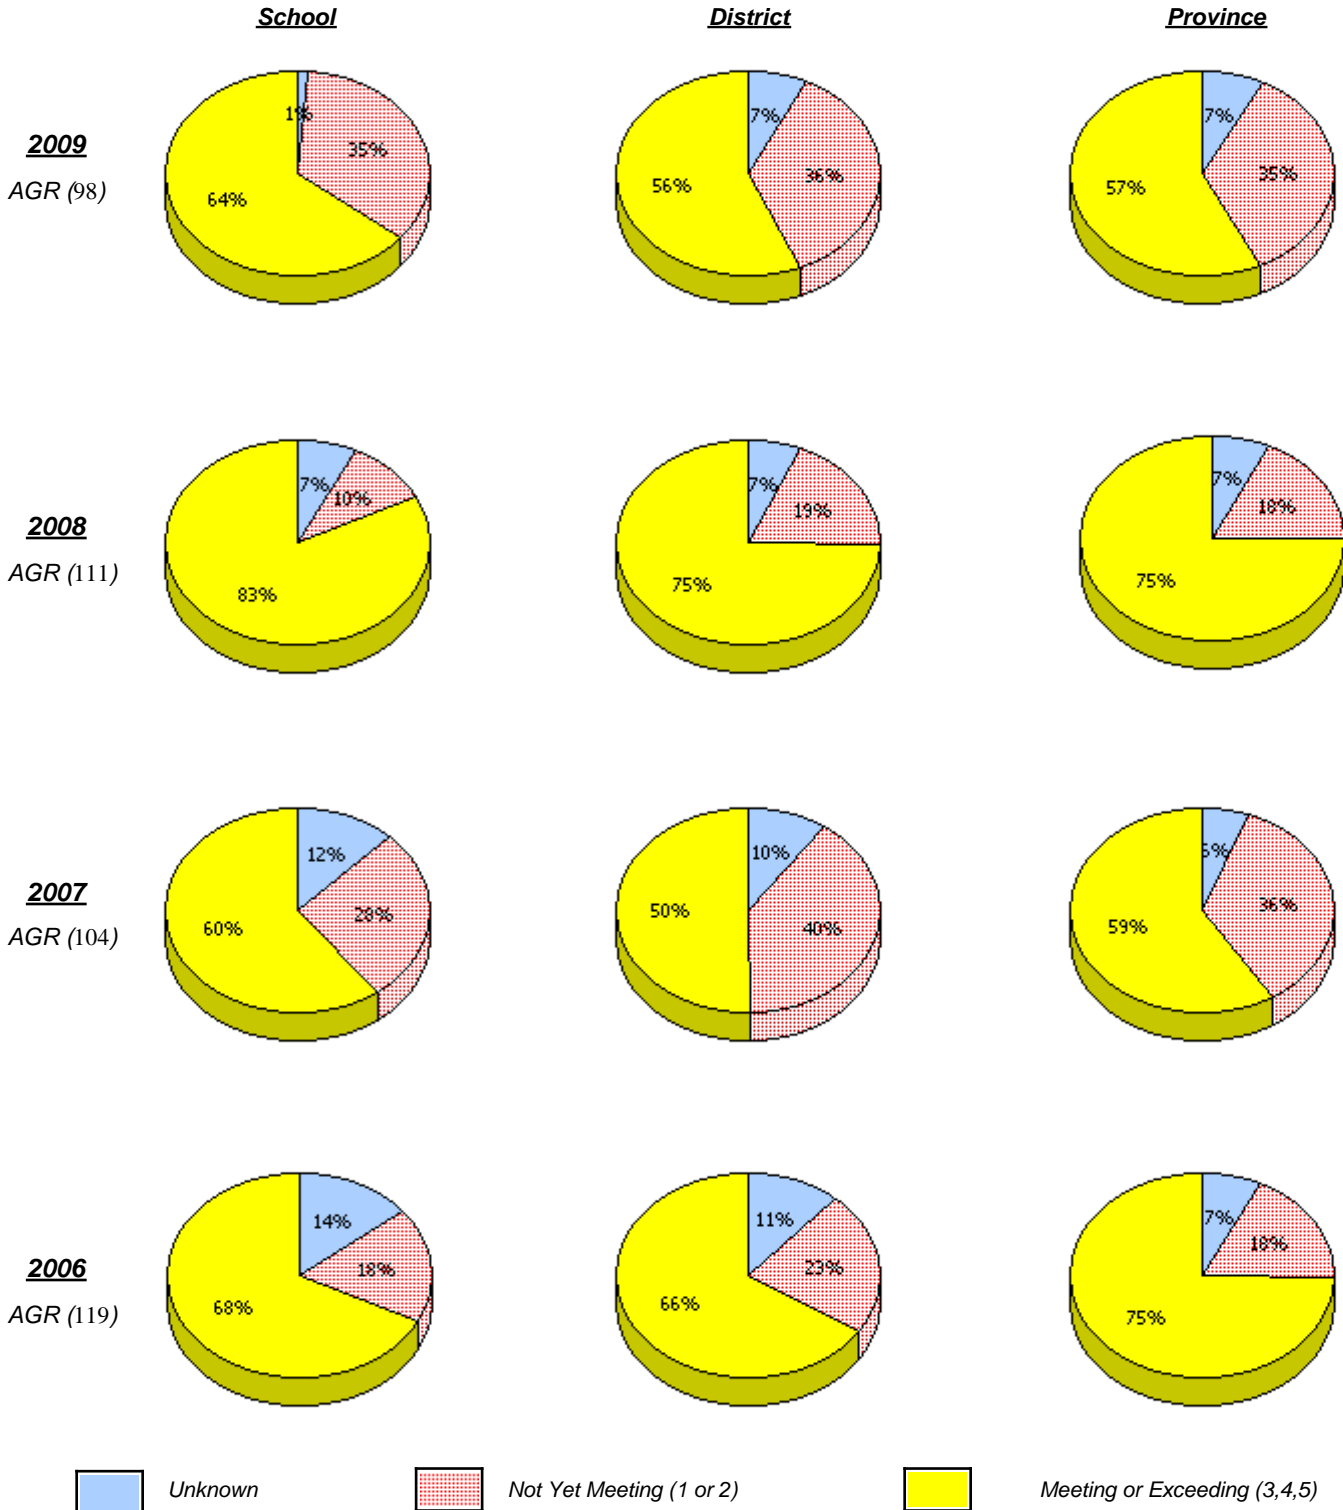 School District Province
1% 7% 7%
2009 35% 36% 35%
AGR (98) 64% 56% 57%
7% 10% 7% 19% 7% 18%
2008
AGR (111) 83% 75% 75%
12% 10% 5%
2007 28% 40% 36%
AGR (104) 60% 50% 59%
14% 11% 7%
2006 18% 23% 18%
AGR (119) 68% 66% 75%
Unknown Not Yet Meeting (1 or 2) Meeting or Exceeding (3,4,5)